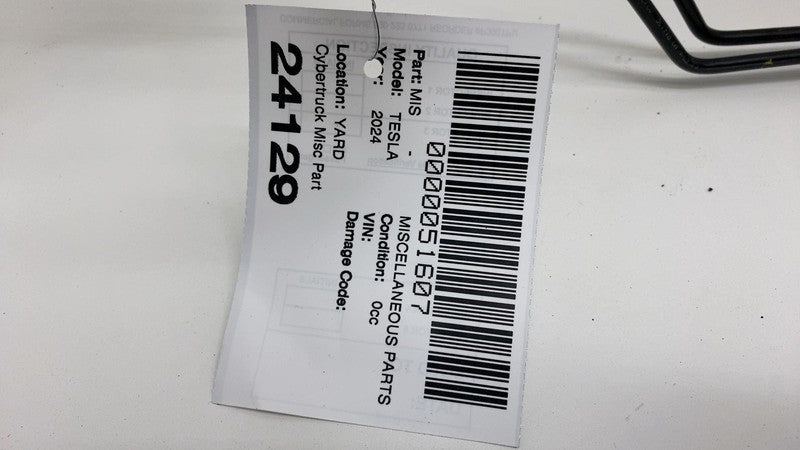 0000051607
Part: MIS - MISCELLANEOUS PARTS
Model: TESLA Condition: 0cc
Year: 2024 VIN:
Damage Code:
Location: YARD
Cybertruck Misc Part
24129